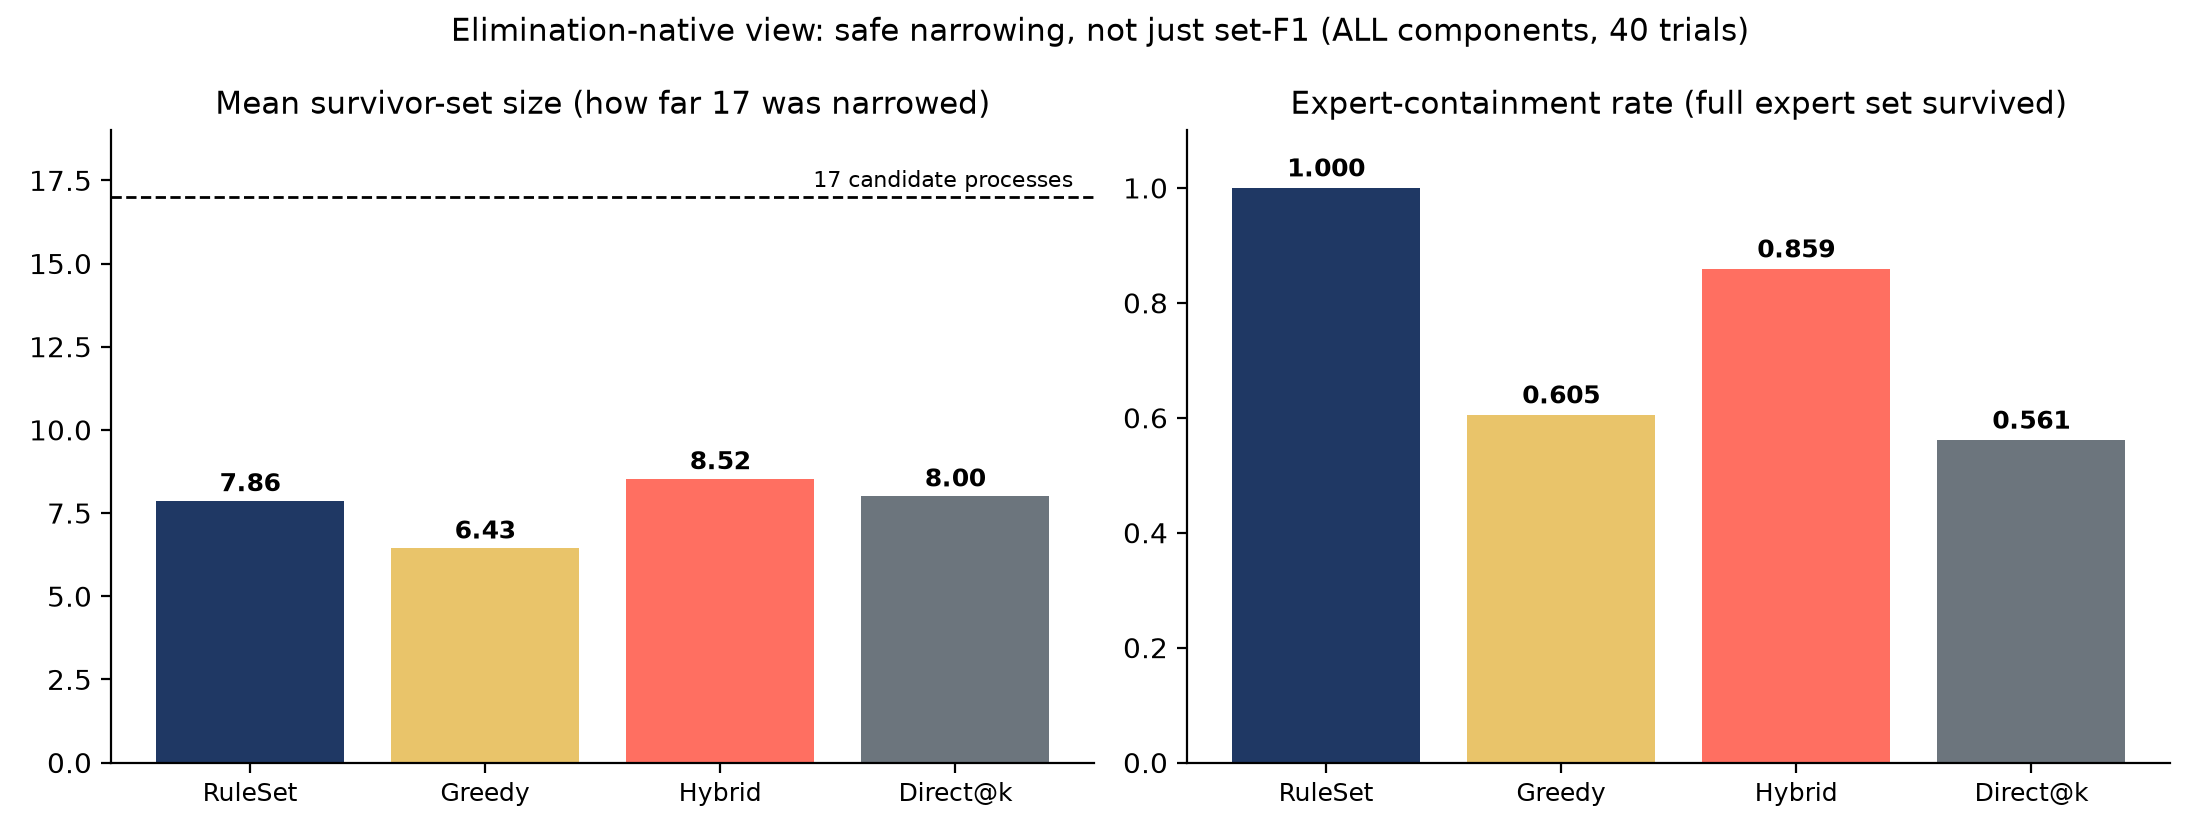 Elimination-native view: safe narrowing, not just set-F1 (ALL components, 40 trials)
Mean survivor-set size (how far 17 was narrowed)
17.5
15.0
12.5
10.0
7.5
5.0
2.5
0.0
17 candidate processes
7.86
6.43
8.52
8.00
RuleSet
Greedy
Hybrid
Direct@k
Expert-containment rate (full expert set survived)
1.0
0.8
0.6
0.4
0.2
0.0
1.000
0.605
0.859
0.561
RuleSet
Greedy
Hybrid
Direct@k